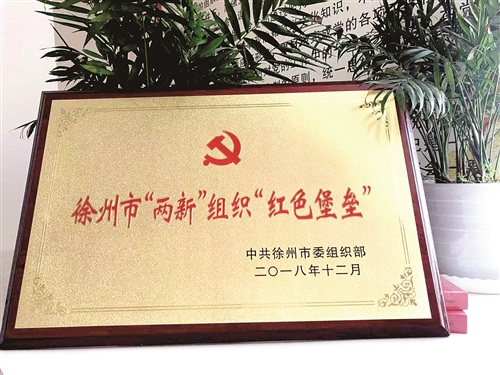 徐州市“两新”组织“红色堡垒”
中共徐州市委组织部
二〇一八年十二月